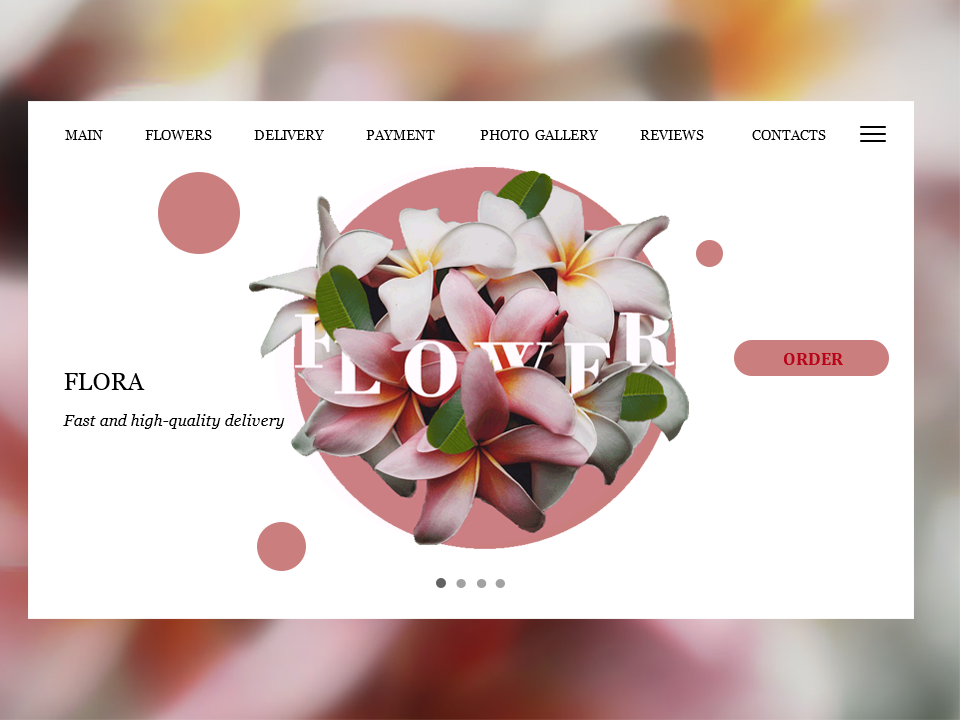 MAIN FLOWERS DELIVERY PAYMENT PHOTO GALLERY REVIEWS CONTACTS
FLOWER
ORDER
FLORA
Fast and high-quality delivery